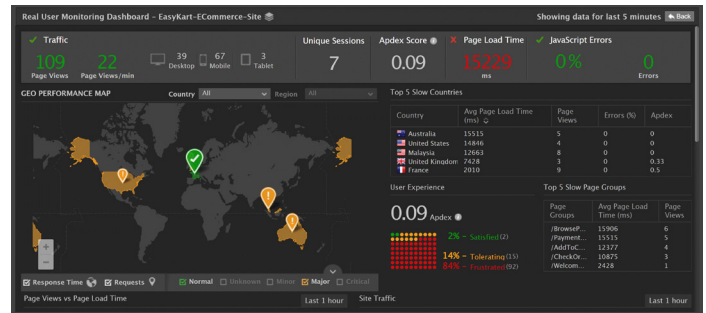 Real User Monitoring Dashboard - EasyKart-ECommerce-Site
Showing data for last 5 minutes
Back
Traffic
109
Page Views
22
Page Views/min
39
Desktop
67
Mobile
3
Tablet
Unique Sessions
7
Apdex Score
0.09
Page Load Time
15229
ms
JavaScript Errors
0%
0
Errors
GEO PERFORMANCE MAP
Country All
Region All
Response Time
Requests
Normal
Unknown
Minor
Major
Critical
Top 5 Slow Countries
Country Avg Page Load Time (ms) Page Views Errors (%) Apdex
Australia 15515 5 0 0
United States 14846 4 0 0
Malaysia 12663 8 0 0
United Kingdom 7428 3 0 0.33
France 2010 9 0 0.5
User Experience
0.09 Apdex
2% - Satisfied (2)
14% - Tolerating (15)
84% - Frustrated (92)
Top 5 Slow Page Groups
Page Groups Avg Page Load Time (ms) Page Views
/BrowseP... 15906 6
/Payment... 15515 5
/AddToC... 12377 4
/CheckOr... 10875 3
/Welcom... 2428 1
Page Views vs Page Load Time
Last 1 hour
Site Traffic
Last 1 hour